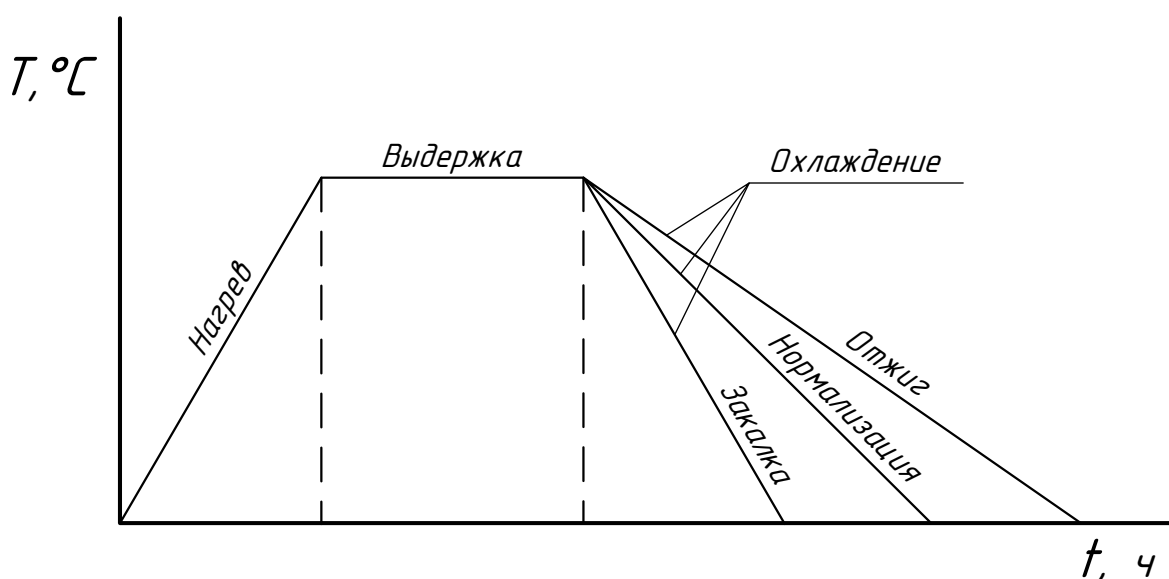 T, °C
Выдержка
Охлаждение
Нагрев
Закалка
Нормализация
Отжиг
t, ч